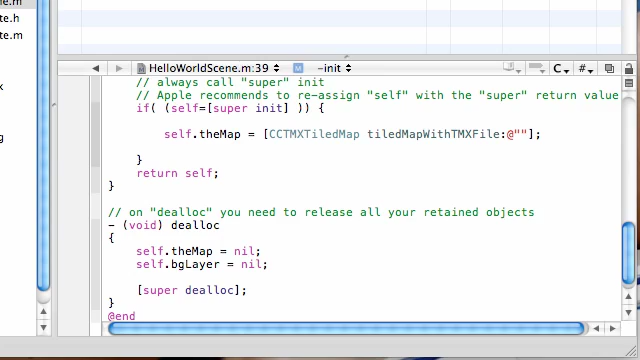 e.m
te.h
te.m
x
g
HelloWorldScene.m:39 -init C #
// always call "super" init
// Apple recommends to re-assign "self" with the "super" return value
if( (self=[super init] )) {
self.theMap = [CCTMXTiledMap tiledMapWithTMXFile:@""];
}
return self;
}
// on "dealloc" you need to release all your retained objects
- (void) dealloc
{
self.theMap = nil;
self.bgLayer = nil;
[super dealloc];
}
@end